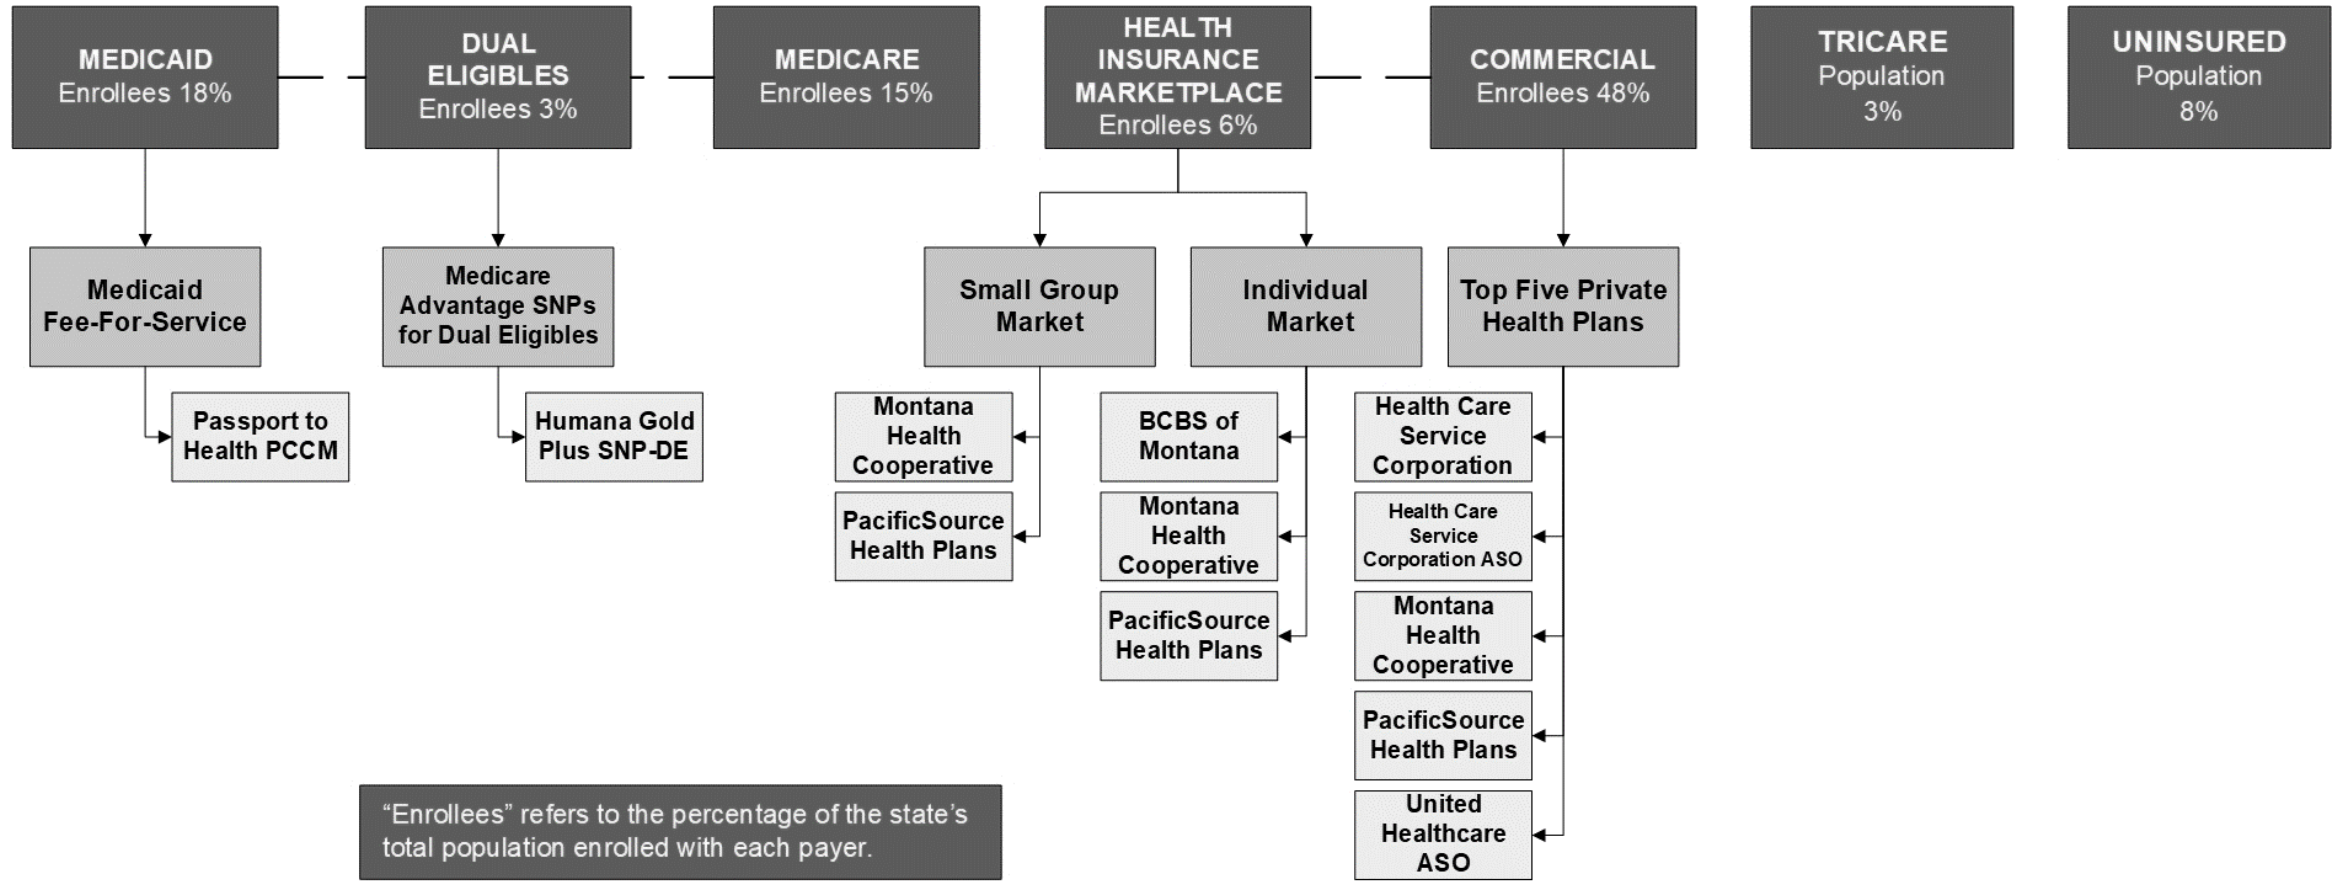 MEDICAID
Enrollees 18%
DUAL
ELIGIBLES
Enrollees 3%
MEDICARE
Enrollees 15%
HEALTH
INSURANCE
MARKETPLACE
Enrollees 6%
COMMERCIAL
Enrollees 48%
TRICARE
Population
3%
UNINSURED
Population
8%
Medicaid
Fee-For-Service
Medicare
Advantage SNPs
for Dual Eligibles
Small Group
Market
Individual
Market
Top Five Private
Health Plans
Passport to
Health PCCM
Humana Gold
Plus SNP-DE
Montana
Health
Cooperative
PacificSource
Health Plans
BCBS of
Montana
Montana
Health
Cooperative
PacificSource
Health Plans
Health Care
Service
Corporation
Health Care
Service
Corporation ASO
Montana
Health
Cooperative
PacificSource
Health Plans
United
Healthcare
ASO
“Enrollees” refers to the percentage of the state’s
total population enrolled with each payer.